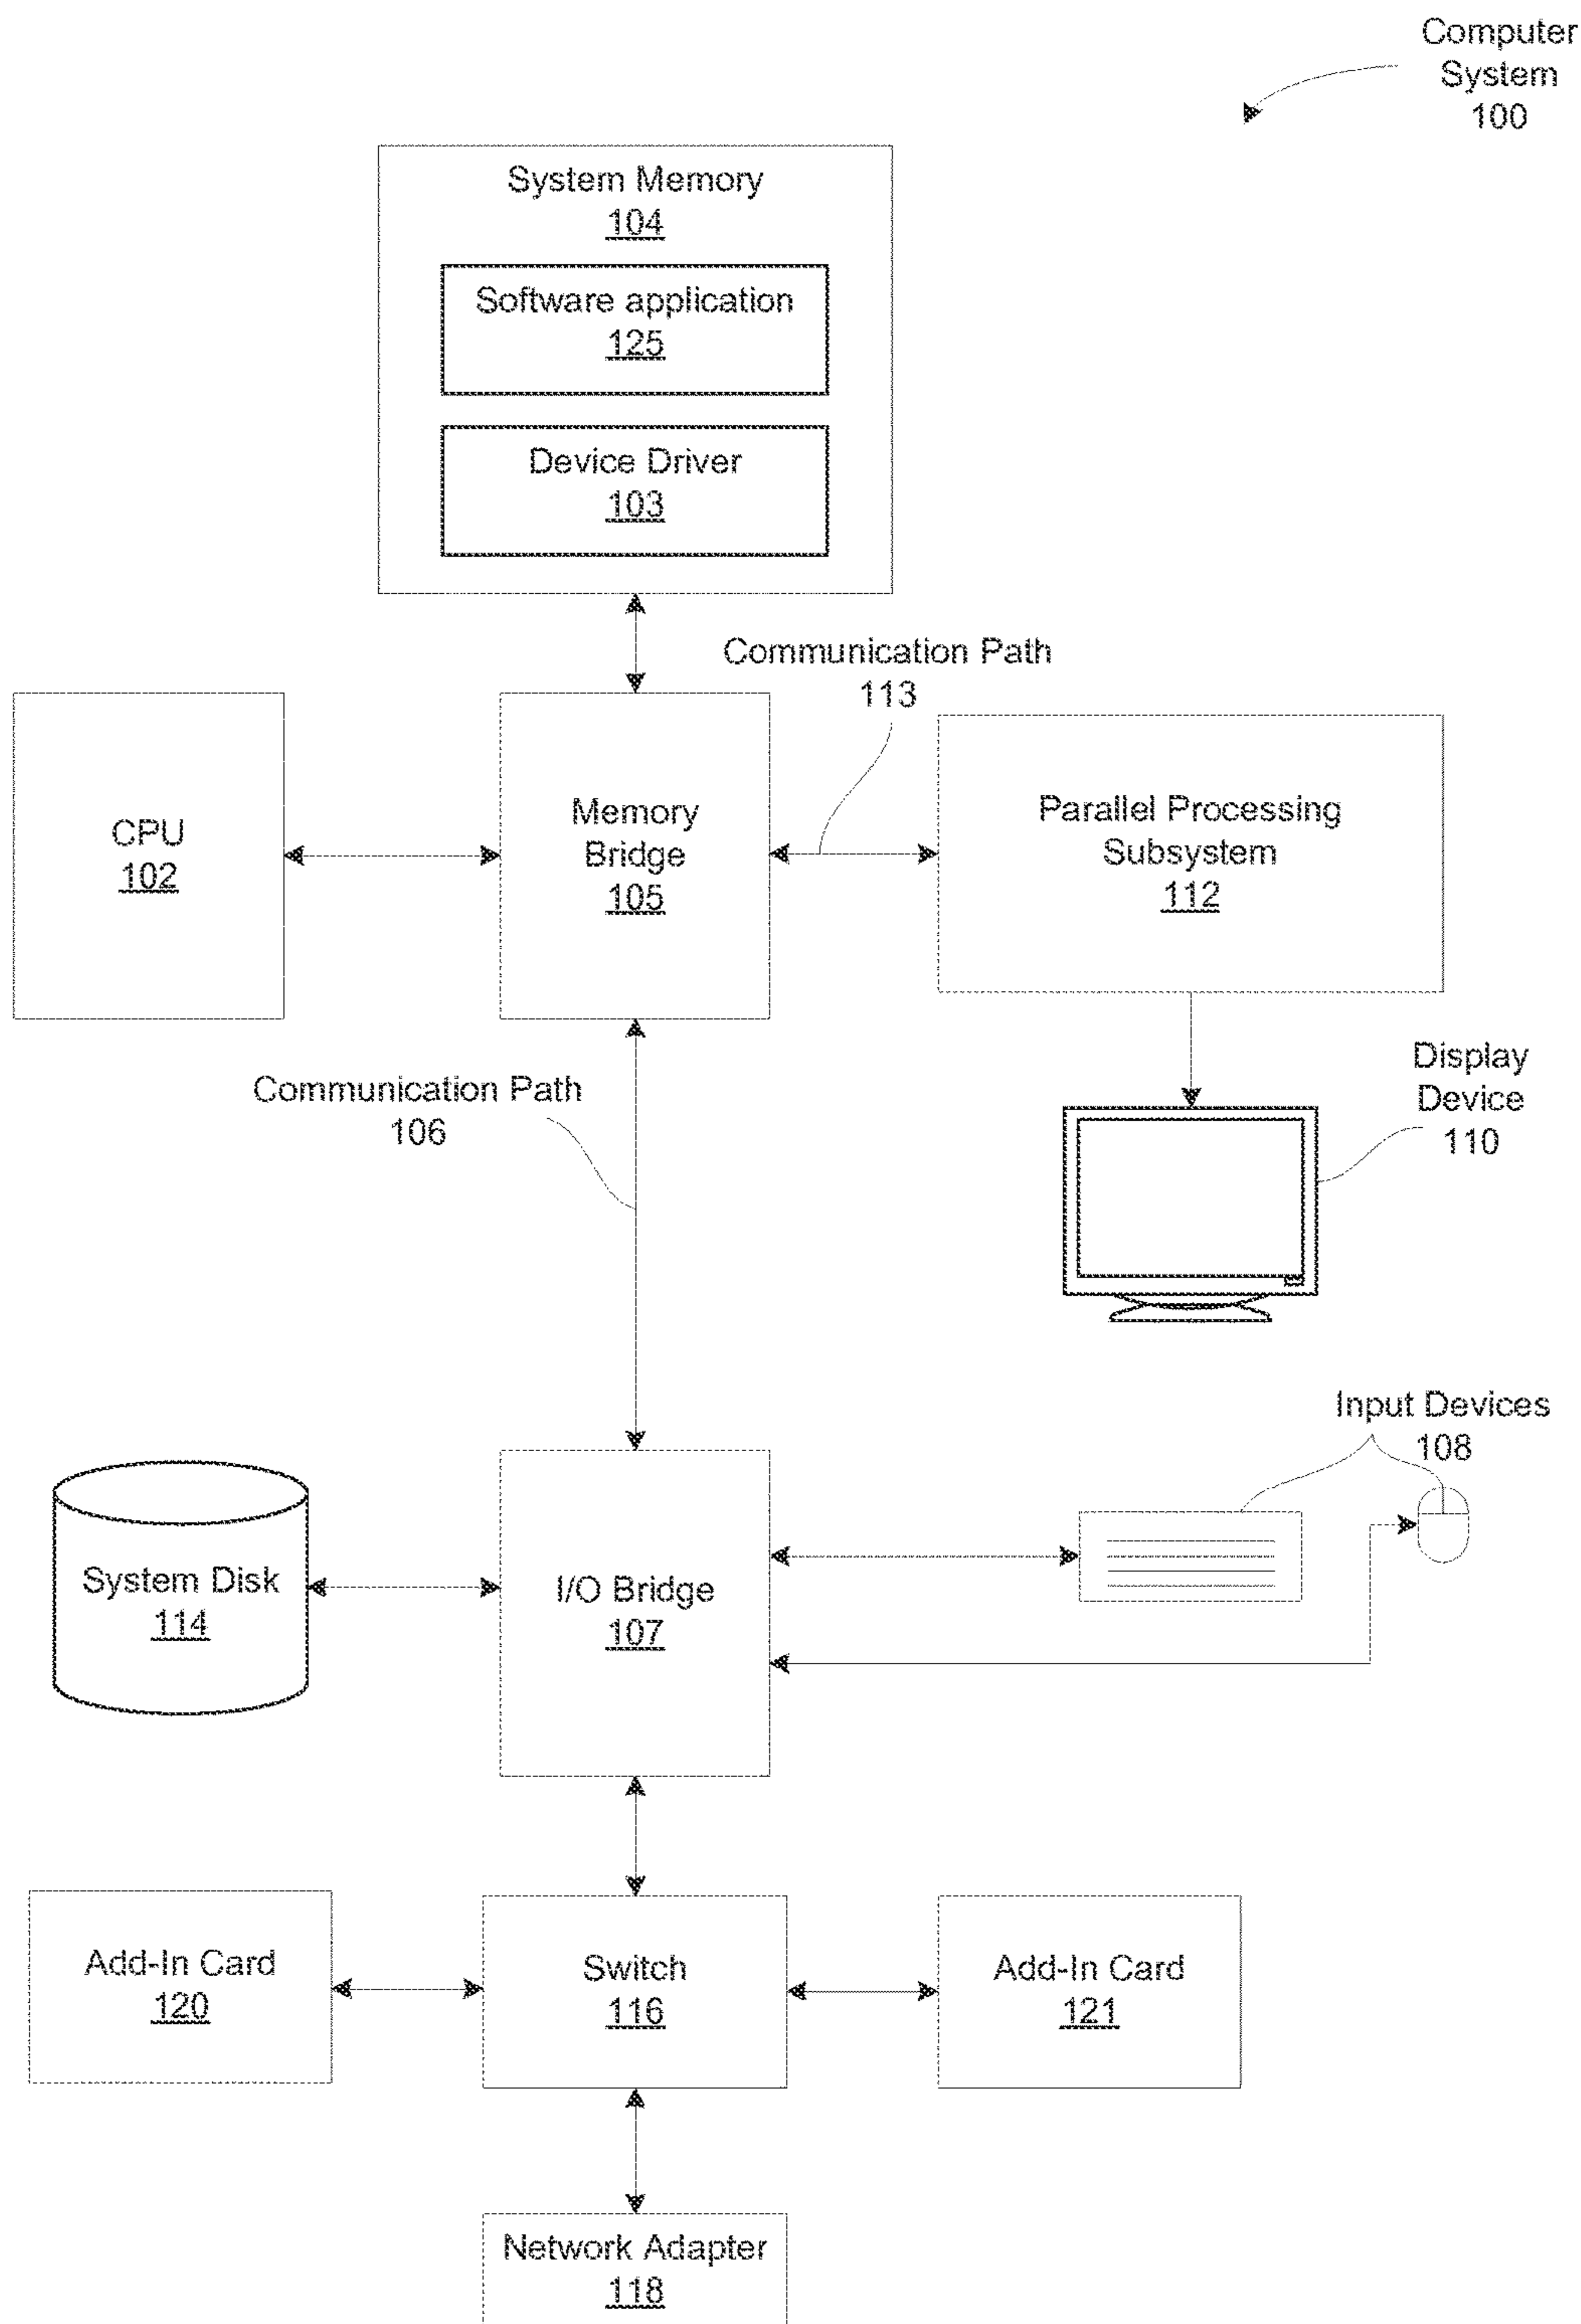 Computer
System
100
System Memory
104
Software application
125
Device Driver
103
Communication Path
113
CPU
102
Memory
Bridge
105
Parallel Processing
Subsystem
112
Communication Path
106
Display
Device
110
Input Devices
108
System Disk
114
I/O Bridge
107
Add-In Card
120
Switch
116
Add-In Card
121
Network Adapter
118